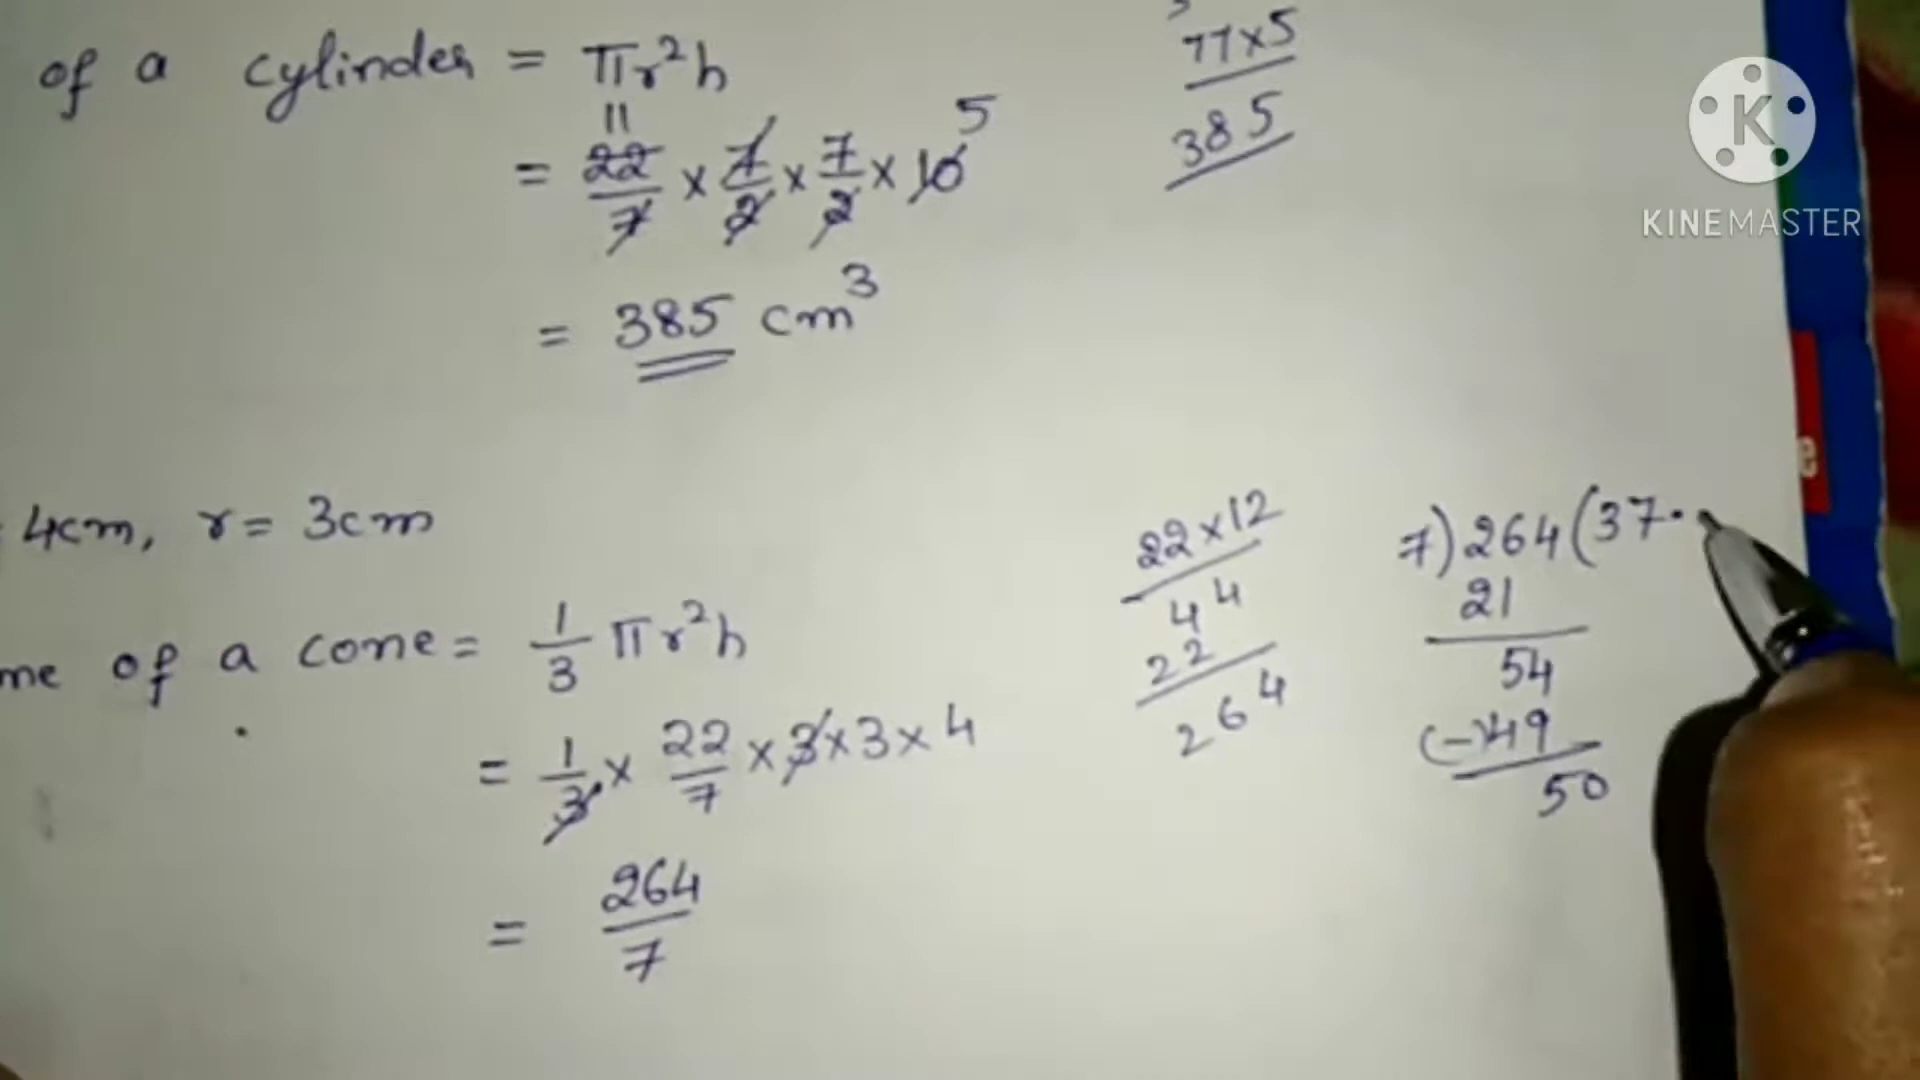 of a cylinder = πr²h
11 5
= 22/7 × 7/2 × 7/2 × 10
= 385 cm³
77×5
385
K
KINEMASTER
e
4cm, r = 3cm
me of a cone = 1/3 πr²h
= 1/3 × 22/7 × 3 × 3 × 4
= 264/7
22×12
44
22
264
7)264(37.
21
54
(-)49
50